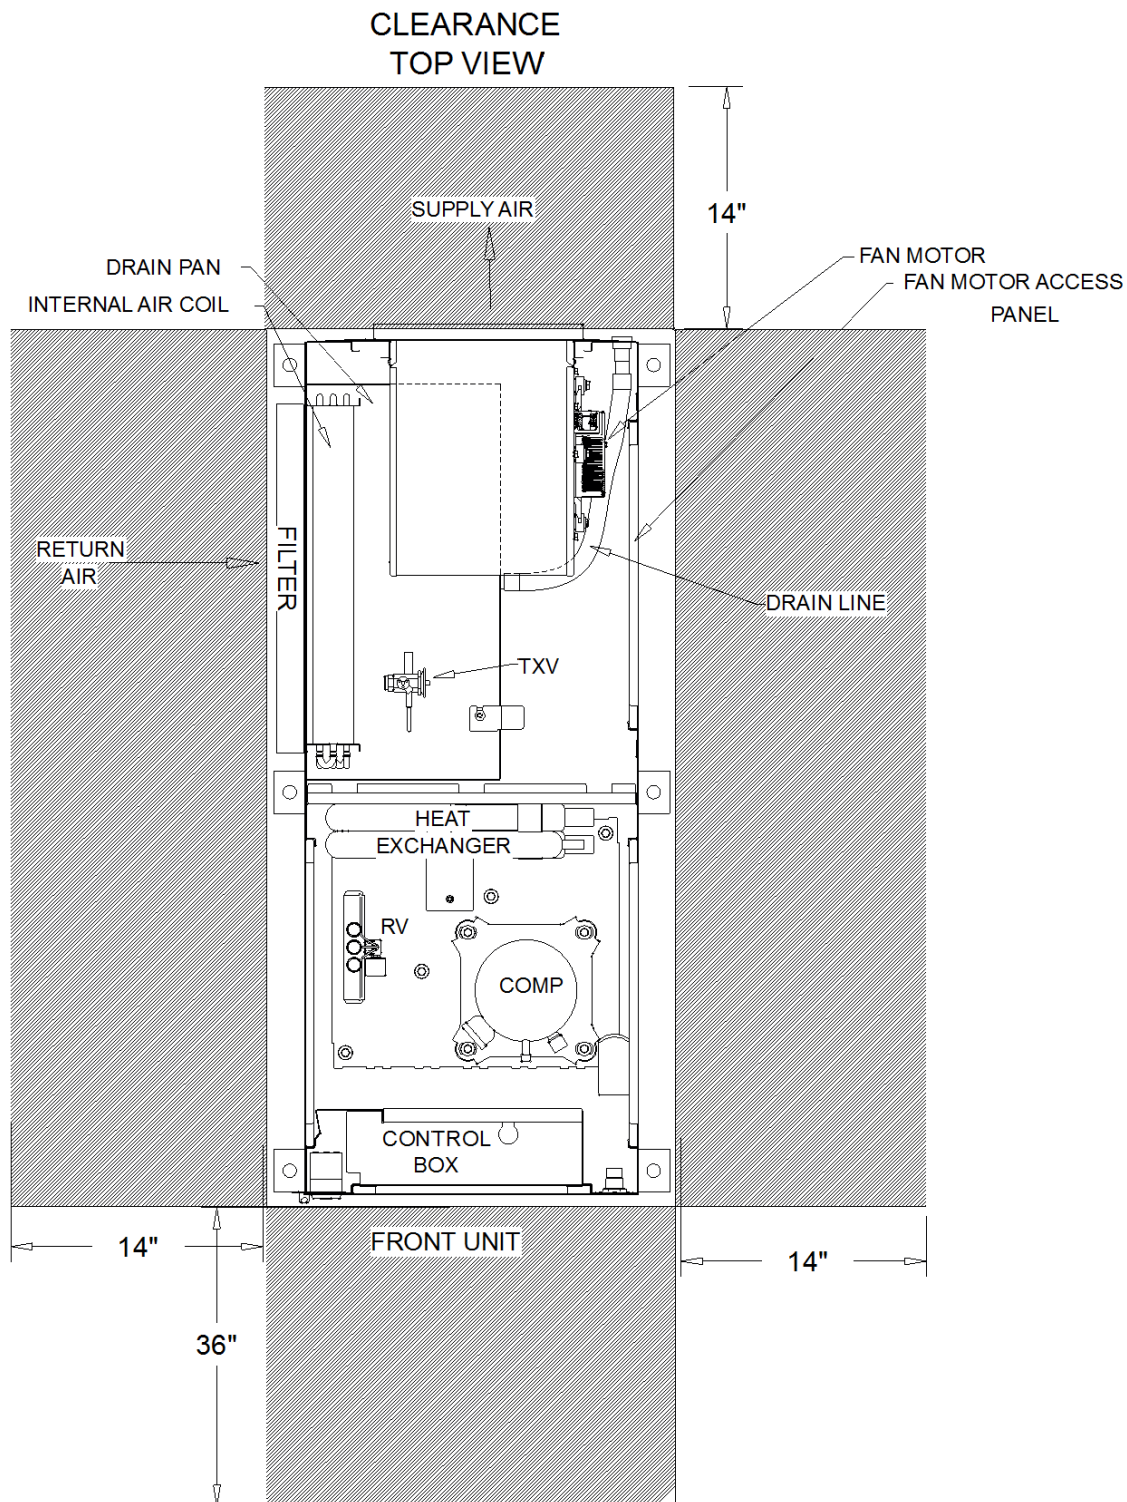 CLEARANCE
TOP VIEW
14"
SUPPLY AIR
FAN MOTOR
DRAIN PAN
FAN MOTOR ACCESS
PANEL
INTERNAL AIR COIL
FILTER
RETURN
AIR
DRAIN LINE
TXV
HEAT
EXCHANGER
RV
COMP
CONTROL
BOX
14"
FRONT UNIT
14"
36"